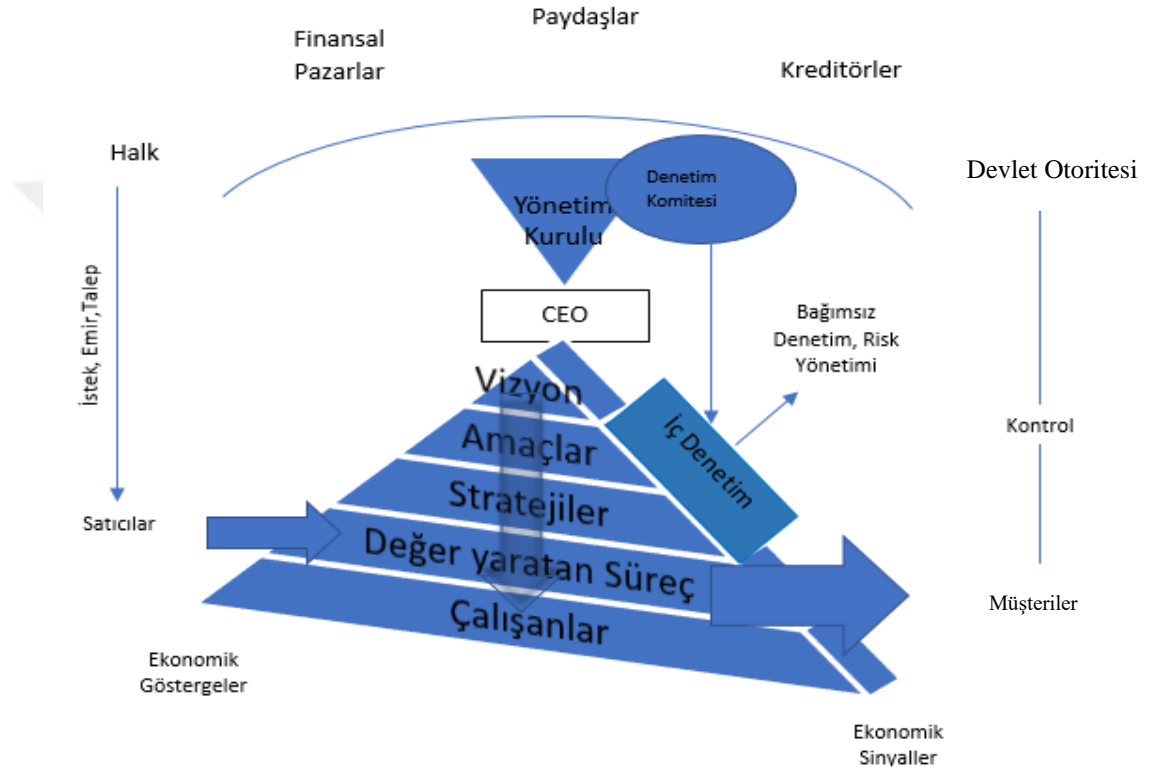 Paydaşlar
Finansal
Pazarlar
Kreditörler
Halk
Devlet Otoritesi
Denetim
Komitesi
Yönetim
Kurulu
İstek, Emir,Talep
CEO
Bağımsız
Denetim, Risk
Yönetimi
Vizyon
Amaçlar
İç Denetim
Kontrol
Stratejiler
Satıcılar
Değer yaratan Süreç
Çalışanlar
Müşteriler
Ekonomik
Göstergeler
Ekonomik
Sinyaller